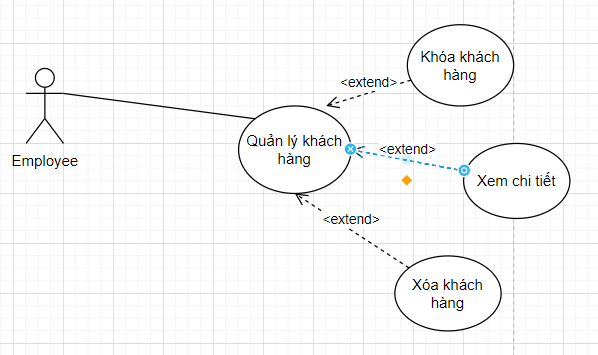 Khóa khách
hàng
<extend>
Quản lý khách
hàng
<extend>
Employee
Xem chi tiết
<extend>
Xóa khách
hàng